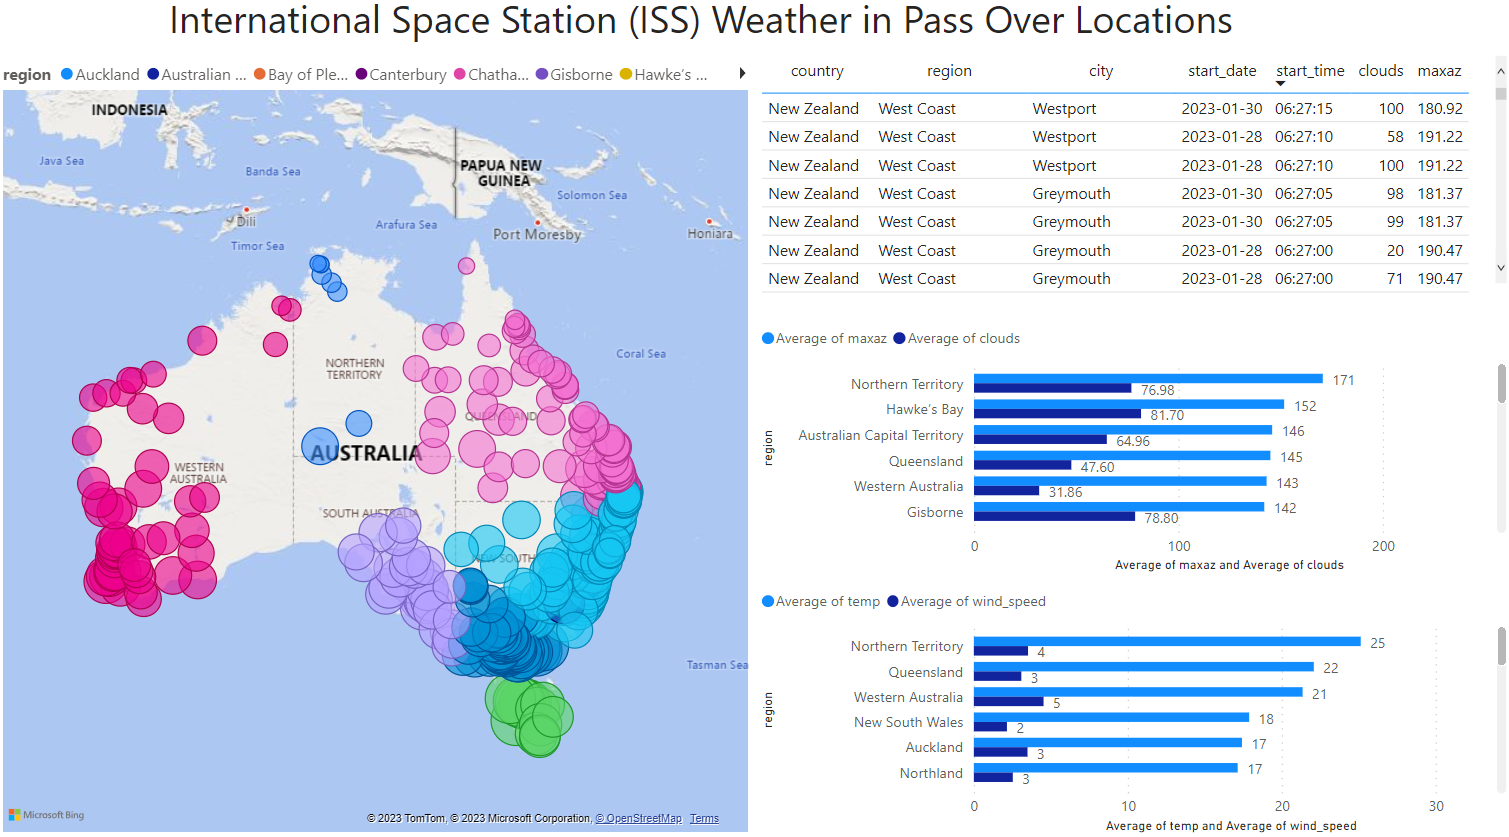 International Space Station (ISS) Weather in Pass Over Locations
region Auckland Australian ... Bay of Ple... Canterbury Chatha... Gisborne Hawke's ...
INDONESIA
Java Sea
Banda Sea
PAPUA NEW
GUINEA
Solomon Sea
Dili
Arafura Sea
Port Moresby
Honiara
Timor Sea
Coral Sea
NORTHERN
TERRITORY
QUEENSLAND
AUSTRALIA
WESTERN
AUSTRALIA
SOUTH AUSTRALIA
NEW SOUTH
Tasman Sea
Microsoft Bing
© 2023 TomTom, © 2023 Microsoft Corporation, © OpenStreetMap Terms
country region city start_date start_time clouds maxaz
New Zealand West Coast Westport 2023-01-30 06:27:15 100 180.92
New Zealand West Coast Westport 2023-01-28 06:27:10 58 191.22
New Zealand West Coast Westport 2023-01-28 06:27:10 100 191.22
New Zealand West Coast Greymouth 2023-01-30 06:27:05 98 181.37
New Zealand West Coast Greymouth 2023-01-30 06:27:05 99 181.37
New Zealand West Coast Greymouth 2023-01-28 06:27:00 20 190.47
New Zealand West Coast Greymouth 2023-01-28 06:27:00 71 190.47
Average of maxaz Average of clouds
region
Northern Territory 171 76.98
Hawke's Bay 152 81.70
Australian Capital Territory 146 64.96
Queensland 145 47.60
Western Australia 143 31.86
Gisborne 142 78.80
0 100 200
Average of maxaz and Average of clouds
Average of temp Average of wind_speed
region
Northern Territory 25 4
Queensland 22 3
Western Australia 21 5
New South Wales 18 2
Auckland 17 3
Northland 17 3
0 10 20 30
Average of temp and Average of wind_speed